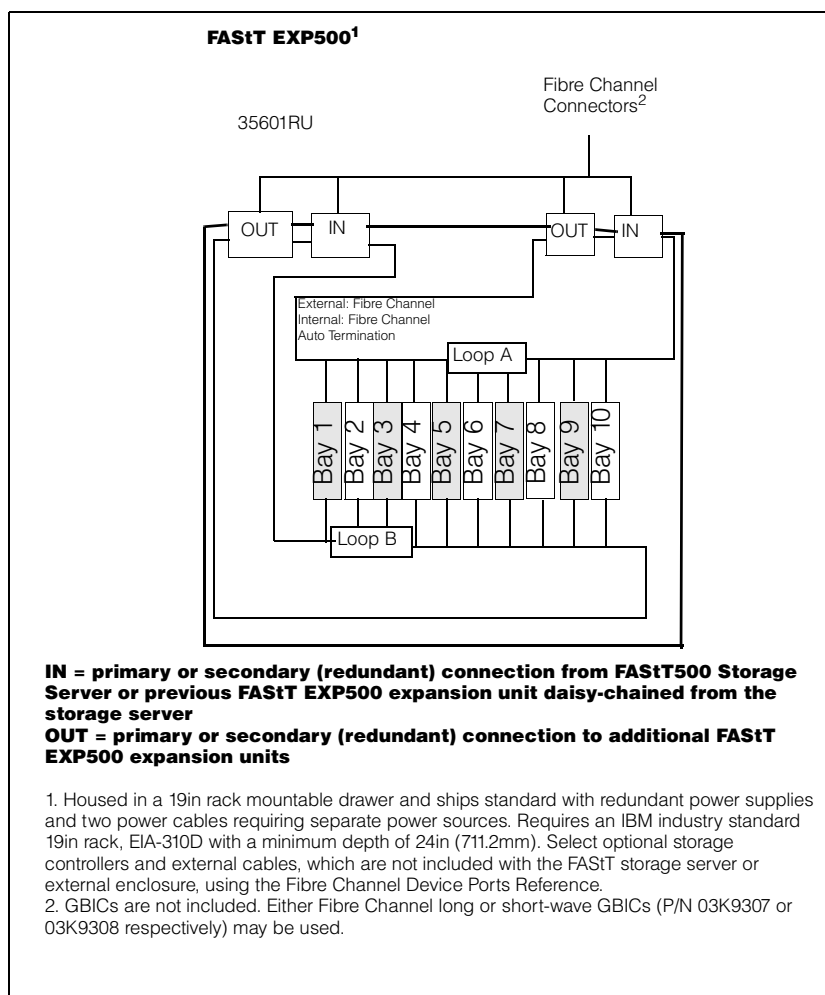 FAStT EXP500¹
Fibre Channel
Connectors²
35601RU
OUT
IN
OUT
IN
External: Fibre Channel
Internal: Fibre Channel
Auto Termination
Loop A
Bay 1
Bay 2
Bay 3
Bay 4
Bay 5
Bay 6
Bay 7
Bay 8
Bay 9
Bay 10
Loop B
IN = primary or secondary (redundant) connection from FAStT500 Storage
Server or previous FAStT EXP500 expansion unit daisy-chained from the
storage server
OUT = primary or secondary (redundant) connection to additional FAStT
EXP500 expansion units
1. Housed in a 19in rack mountable drawer and ships standard with redundant power supplies
and two power cables requiring separate power sources. Requires an IBM industry standard
19in rack, EIA-310D with a minimum depth of 24in (711.2mm). Select optional storage
controllers and external cables, which are not included with the FAStT storage server or
external enclosure, using the Fibre Channel Device Ports Reference.
2. GBICs are not included. Either Fibre Channel long or short-wave GBICs (P/N 03K9307 or
03K9308 respectively) may be used.